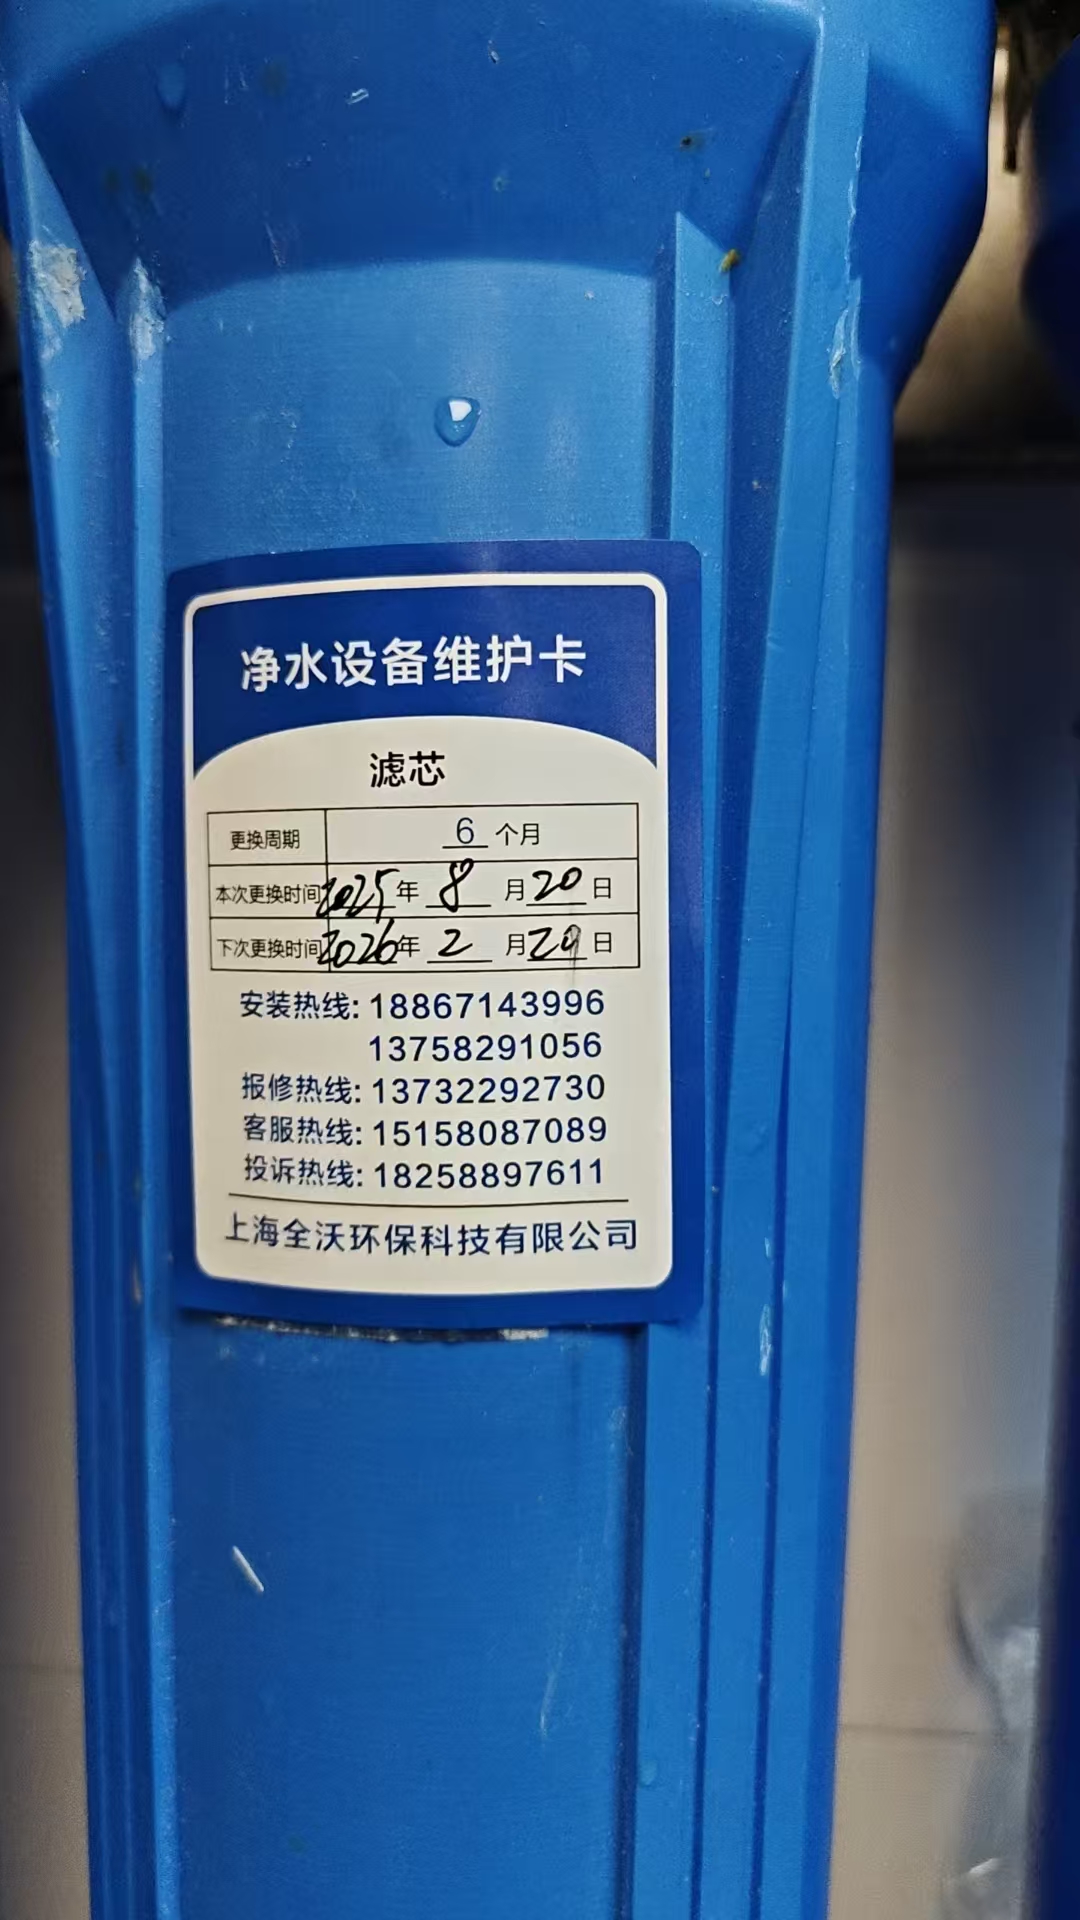 净水设备维护卡
滤芯
更换周期 6 个月
本次更换时间 2025 年 8 月 20 日
下次更换时间 2026 年 2 月 20 日
安装热线: 18867143996
13758291056
报修热线: 13732292730
客服热线: 15158087089
投诉热线: 18258897611
上海全沃环保科技有限公司